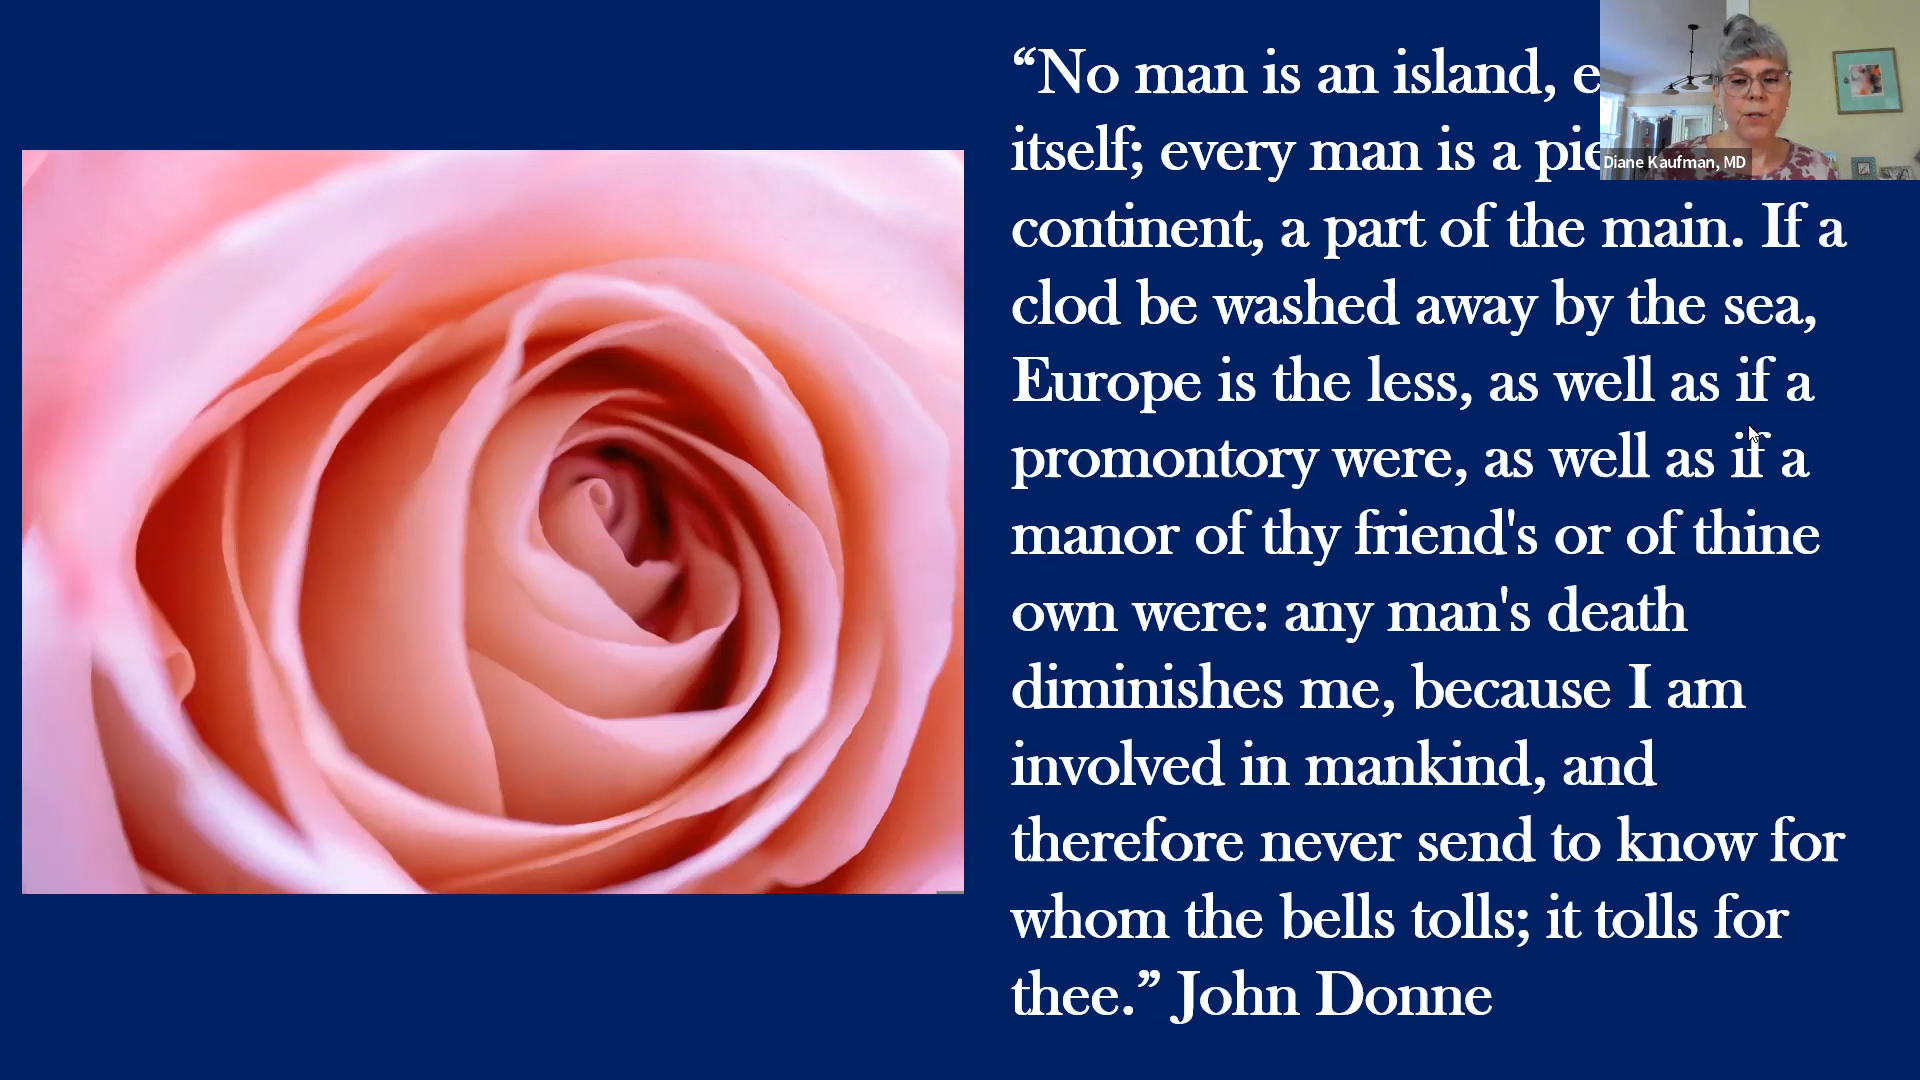 “No man is an island,
itself; every man is a
continent, a part of the main. If a
clod be washed away by the sea,
Europe is the less, as well as if a
promontory were, as well as if a
manor of thy friend's or of thine
own were: any man's death
diminishes me, because I am
involved in mankind, and
therefore never send to know for
whom the bells tolls; it tolls for
thee.” John Donne
Diane Kaufman, MD